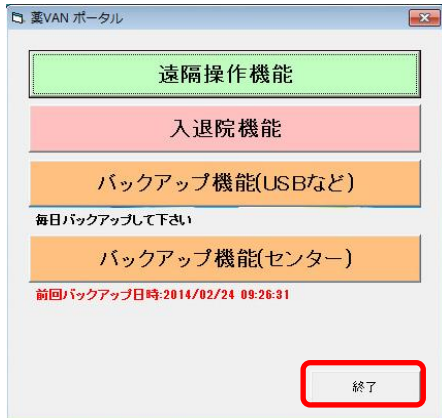 薬VAN ポータル
遠隔操作機能
入退院機能
バックアップ機能(USBなど)
毎日バックアップして下さい
バックアップ機能(センター)
前回バックアップ日時:2014/02/24 09:26:31
終了